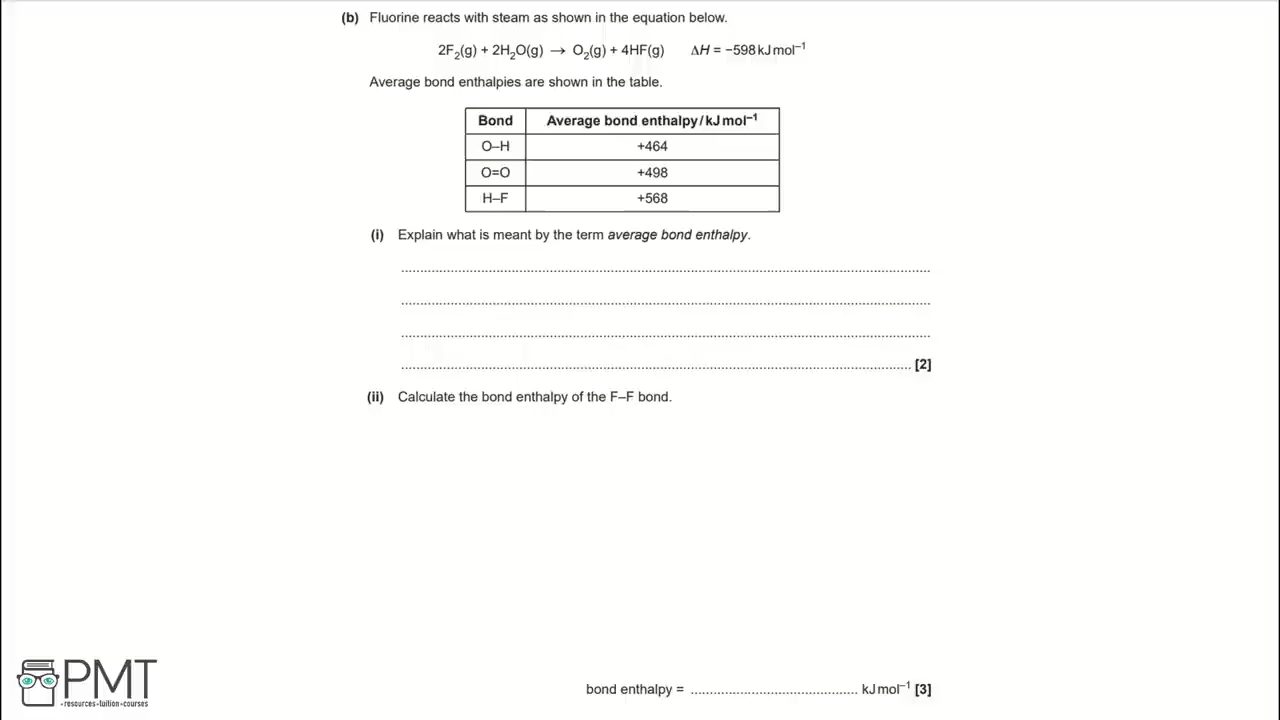 (b) Fluorine reacts with steam as shown in the equation below.
2F₂(g) + 2H₂O(g) → O₂(g) + 4HF(g) ΔH = −598 kJ mol⁻¹
Average bond enthalpies are shown in the table.
Bond Average bond enthalpy / kJ mol⁻¹
O–H +464
O=O +498
H–F +568
(i) Explain what is meant by the term average bond enthalpy.
[2]
(ii) Calculate the bond enthalpy of the F–F bond.
bond enthalpy = .......................................... kJ mol⁻¹ [3]
PMT
• resources • tuition • courses